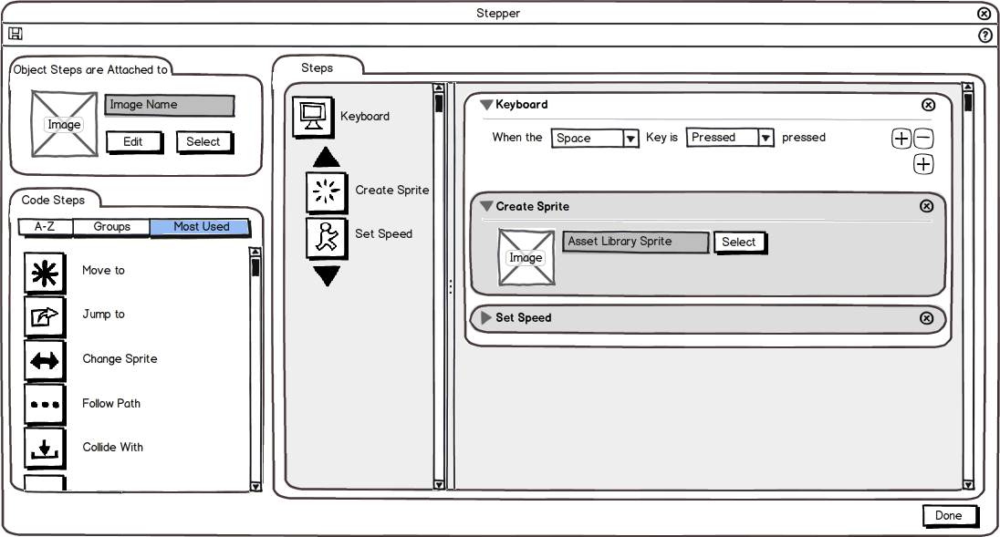 Stepper
Object Steps are Attached to
Image
Image Name
Edit
Select
Code Steps
A-Z
Groups
Most Used
Move to
Jump to
Change Sprite
Follow Path
Collide With
Steps
Keyboard
Create Sprite
Set Speed
Keyboard
When the Space Key is Pressed pressed
Create Sprite
Image
Asset Library Sprite
Select
Set Speed
Done